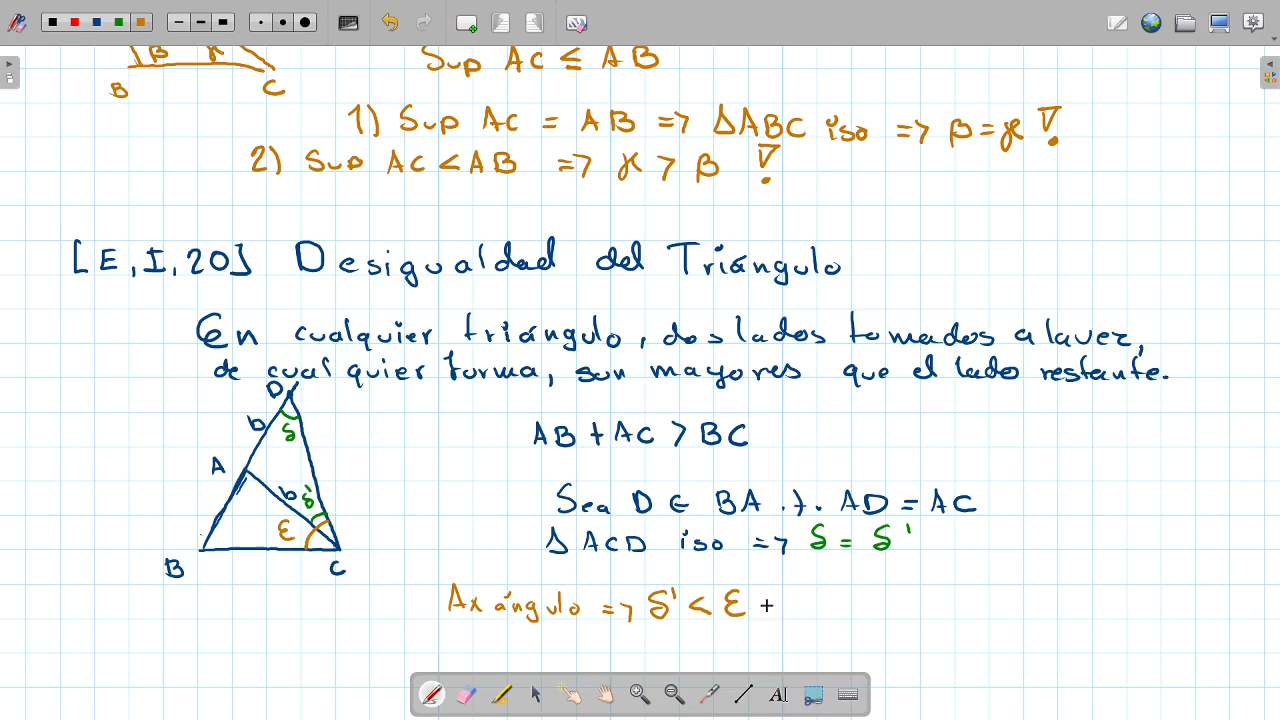 β γ
B C
Sup AC ≤ AB
1) Sup AC = AB => ΔABC iso => β = γ ∇!
2) Sup AC < AB => γ > β ∇!
[E, I, 20] Desigualdad del Triángulo
En cualquier triángulo, dos lados tomados a la vez,
de cualquier forma, son mayores que el lado restante.
D
b
δ
A
b δ'
ε
B C
AB + AC > BC
Sea D ∈ BA .t. AD = AC
Δ ACD iso => δ = δ'
Ax ángulo => δ' < ε